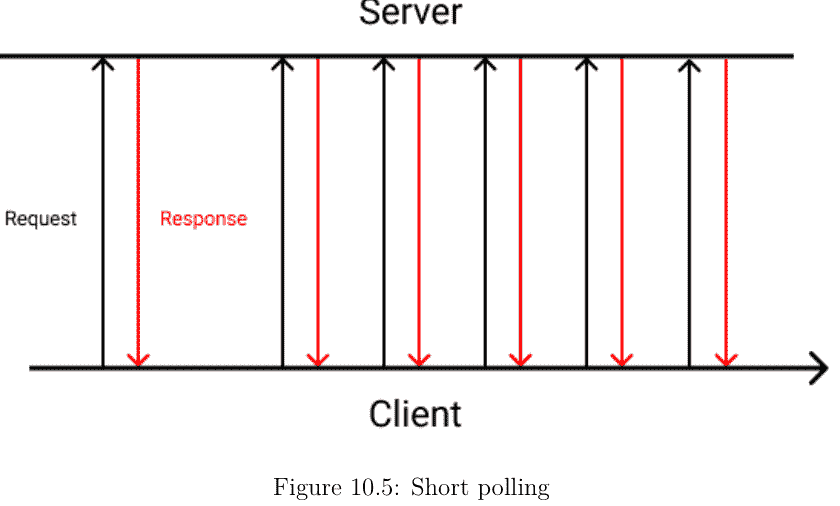 Server
Request
Response
Client
Figure 10.5: Short polling